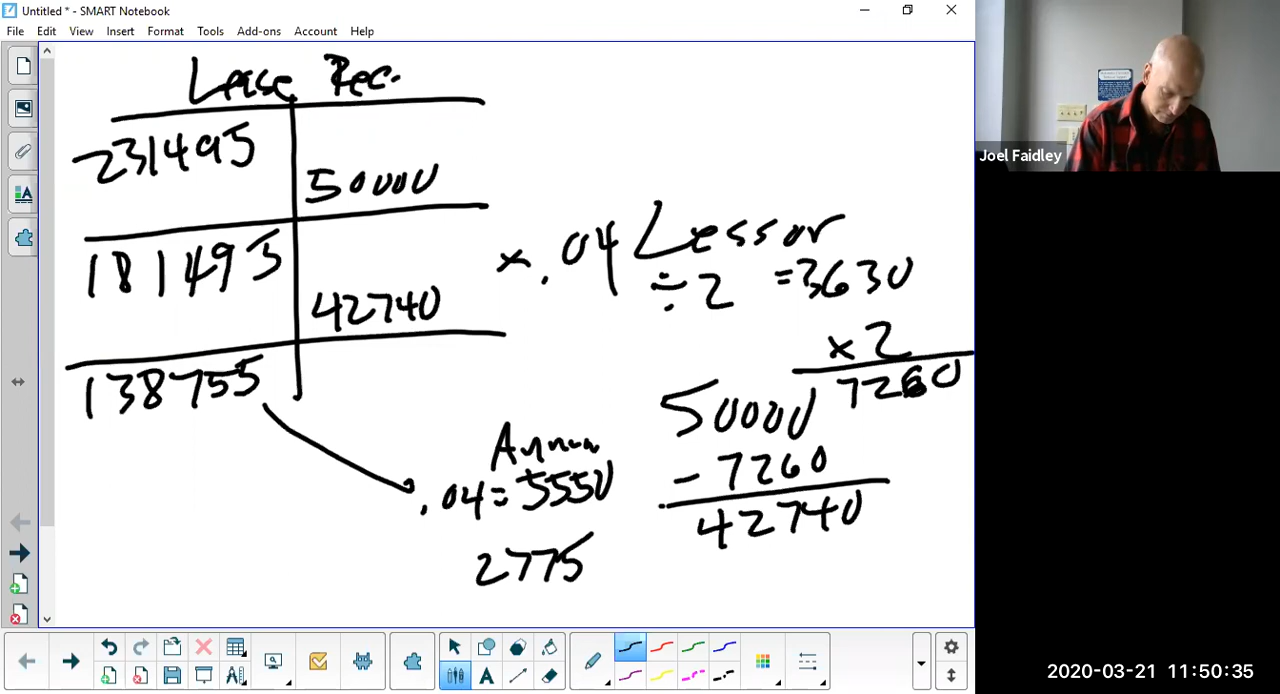 Untitled * - SMART Notebook
File Edit View Insert Format Tools Add-ons Account Help
Lease Rec.
231495
50000
181495
x .04 Lessor
÷ 2 = 3630
42740
x 2
7260
138755
50000
Annua
- 7260
.04 = 5550
42740
2775
Joel Faidley
2020-03-21 11:50:35